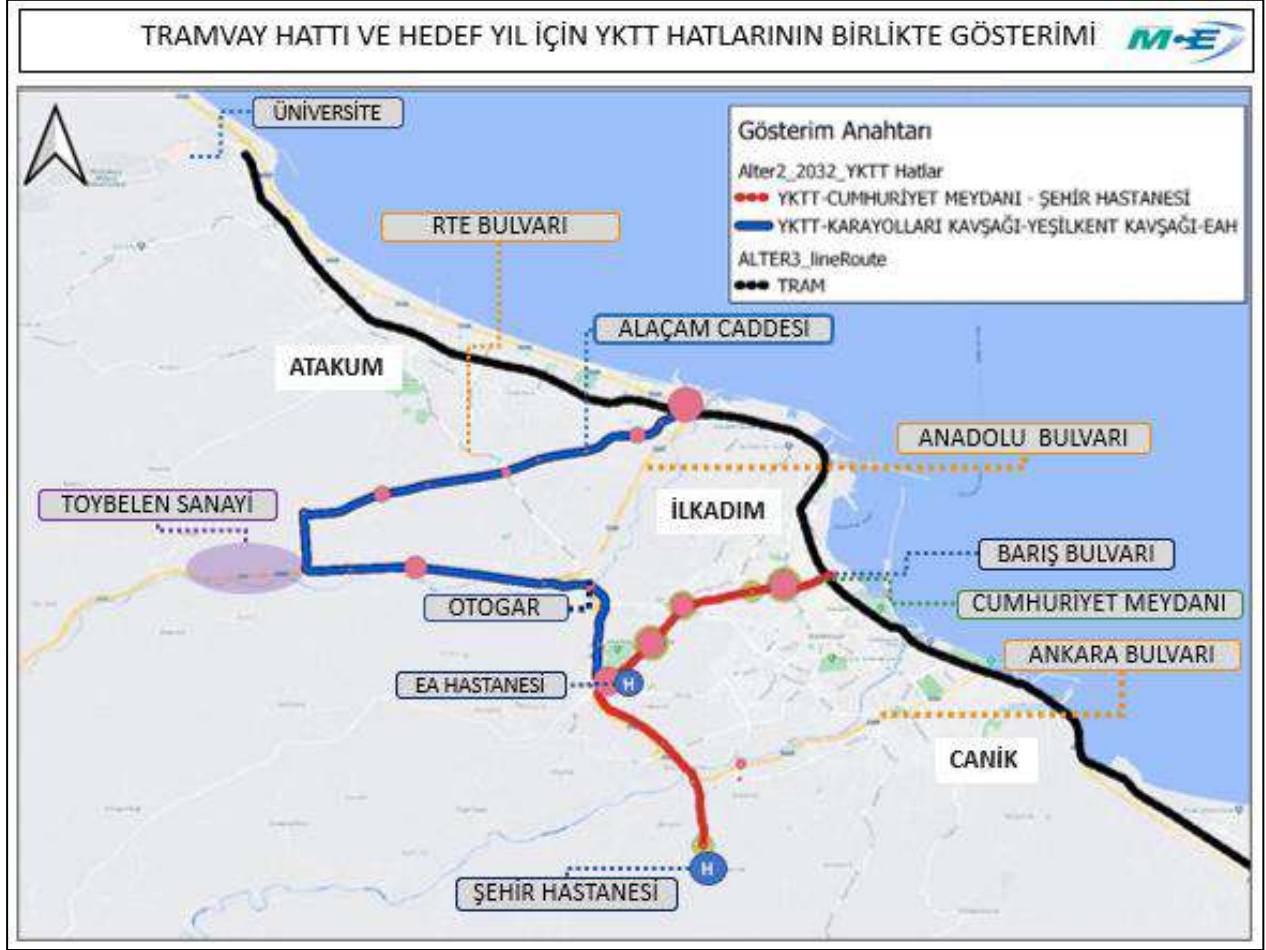 TRAMVAY HATTI VE HEDEF YIL İÇİN YKTT HATLARININ BİRLİKTE GÖSTERİMİ
M-E
ÜNİVERSİTE
Gösterim Anahtarı
Alter2_2032_YKTT Hatlar
YKTT-CUMHURİYET MEYDANI - ŞEHİR HASTANESİ
YKTT-KARAYOLLARI KAVŞAĞI-YEŞİLKENT KAVŞAĞI-EAH
ALTER3_lineRoute
TRAM
RTE BULVARI
ALAÇAM CADDESİ
ATAKUM
ANADOLU BULVARI
TOYBELEN SANAYİ
İLKADIM
BARIŞ BULVARI
OTOGAR
CUMHURİYET MEYDANI
ANKARA BULVARI
EA HASTANESİ
H
CANİK
H
ŞEHİR HASTANESİ